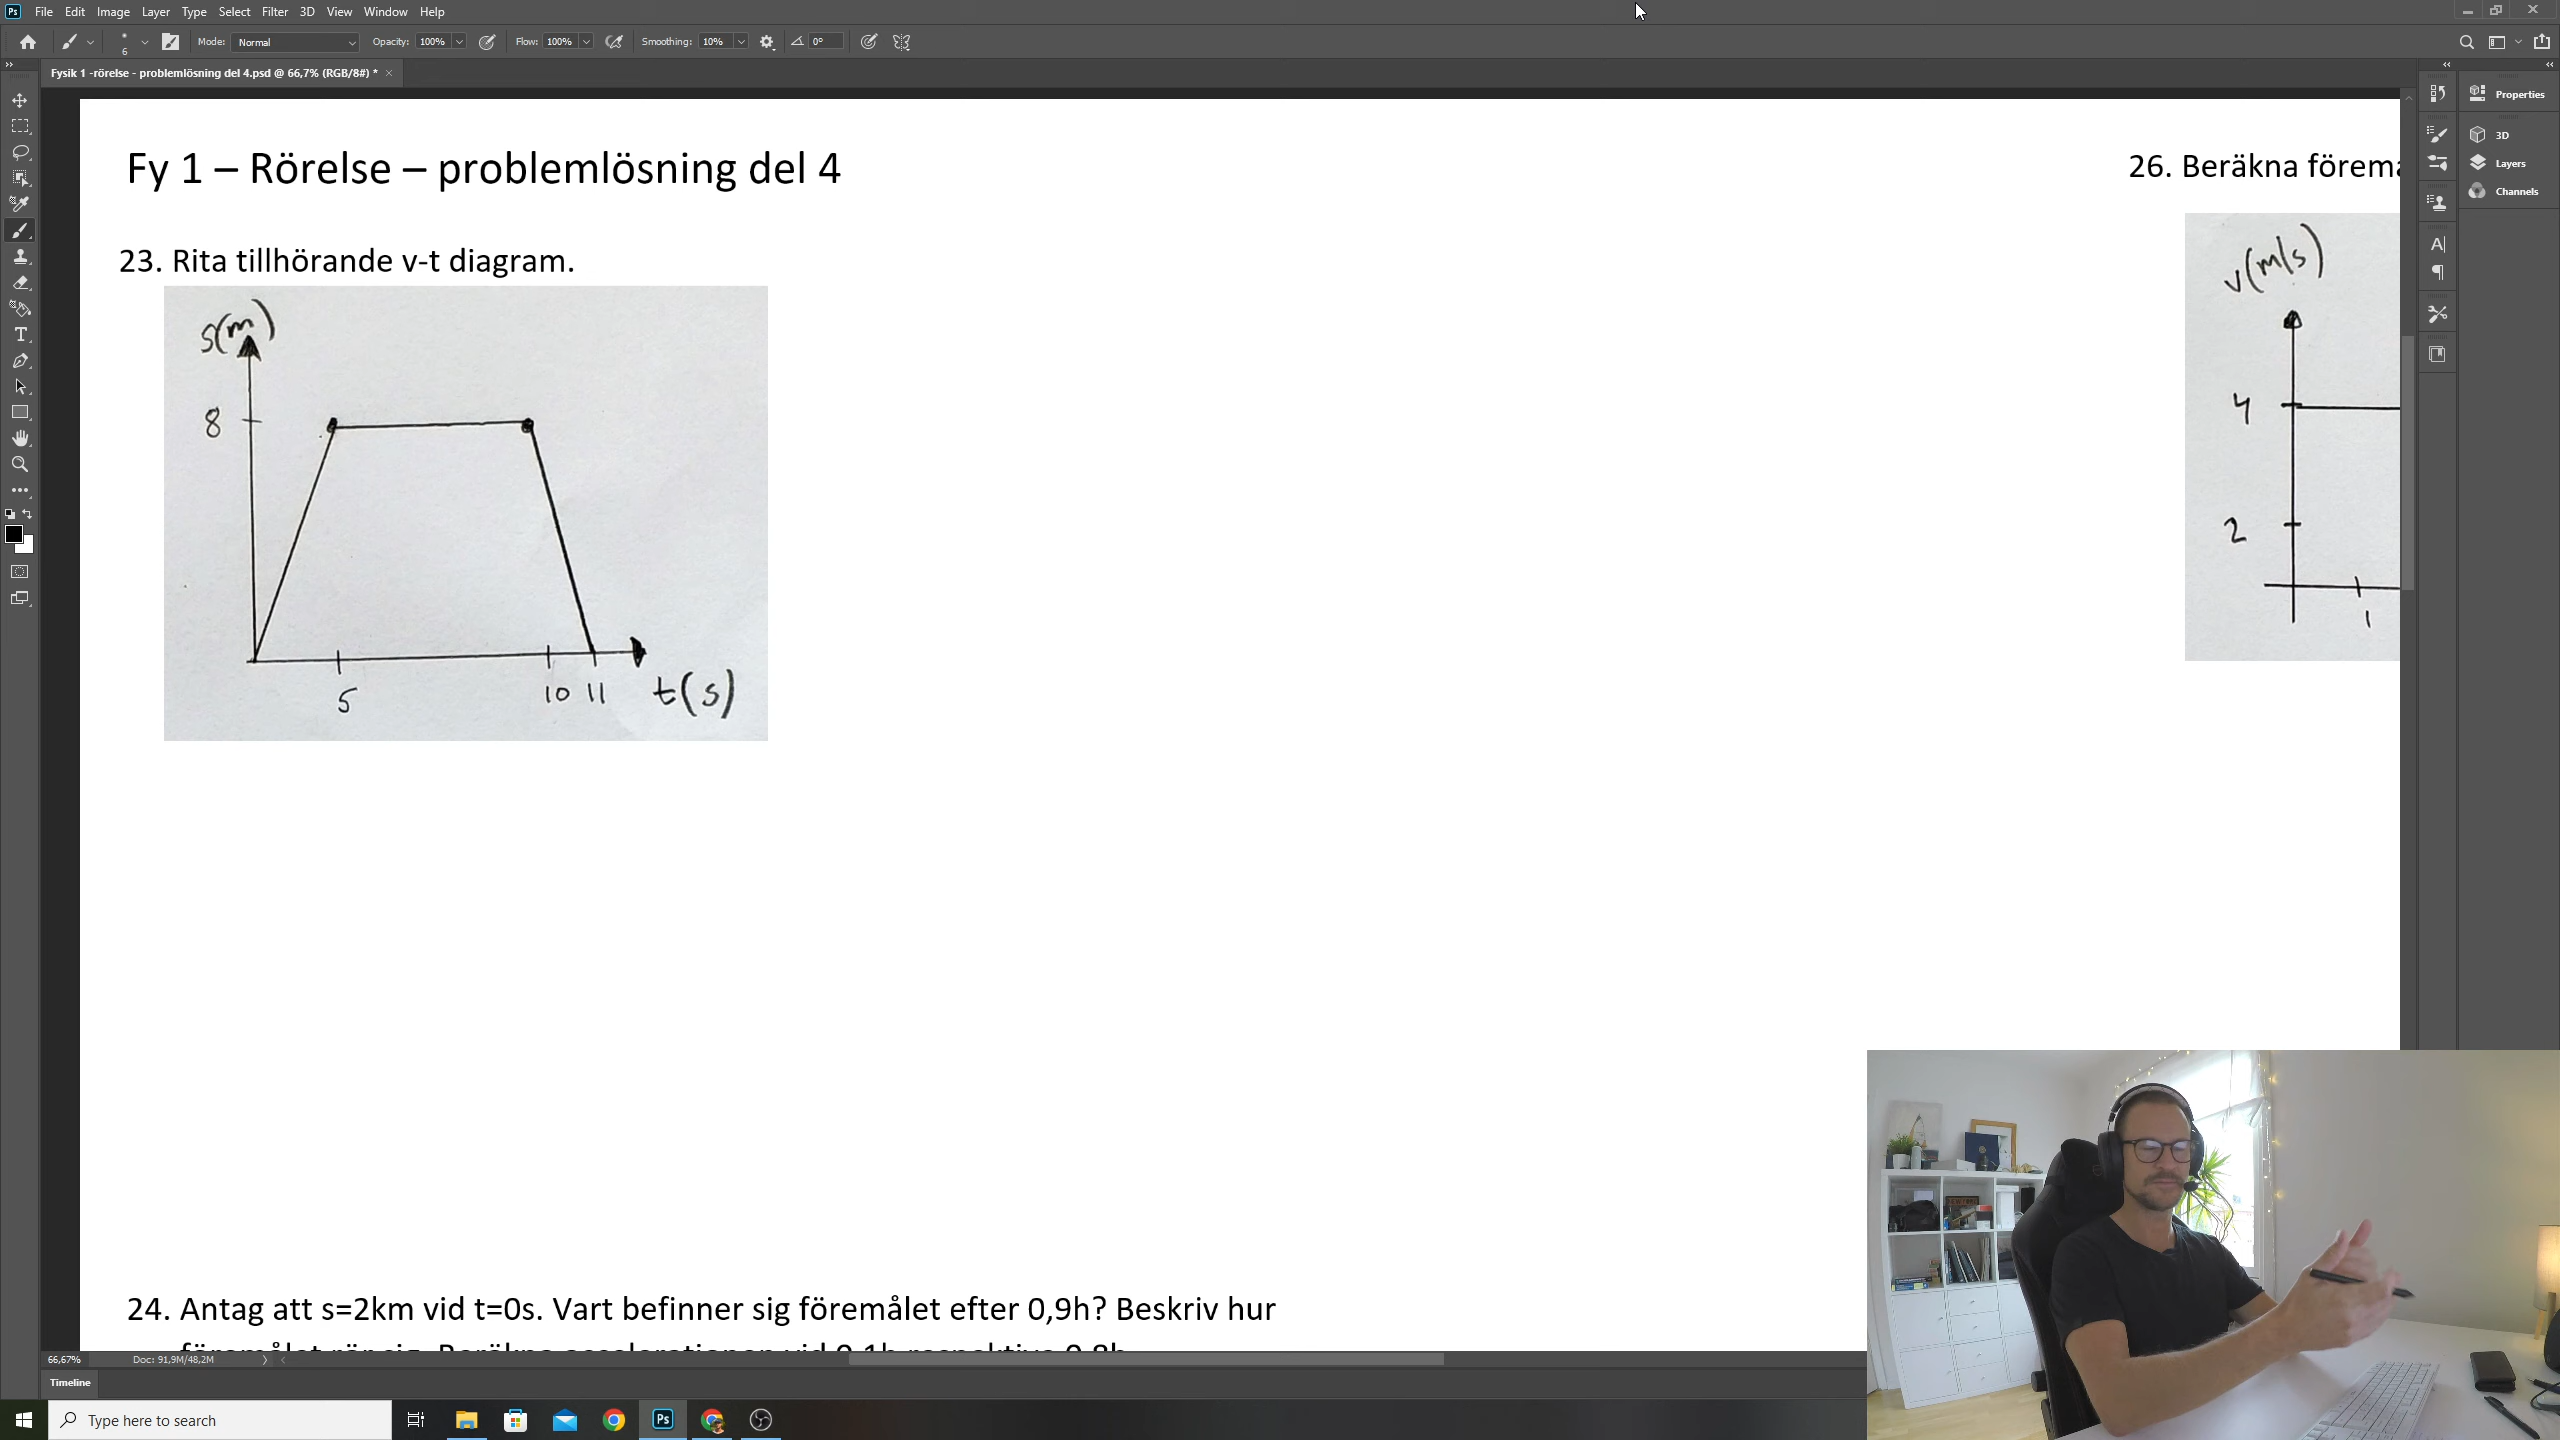 File Edit Image Layer Type Select Filter 3D View Window Help
6 Mode: Normal Opacity: 100% Flow: 100% Smoothing: 10% 0°
Fysik 1 -rörelse - problemlösning del 4.psd @ 66,7% (RGB/8#) *
Properties
3D
Layers
Channels
Fy 1 – Rörelse – problemlösning del 4
23. Rita tillhörande v-t diagram.
s(m)
8
5 10 11 t(s)
26. Beräkna förema
v(m/s)
4
2
1
24. Antag att s=2km vid t=0s. Vart befinner sig föremålet efter 0,9h? Beskriv hur
66,67% Doc: 91,9M/48,2M
Timeline
Type here to search